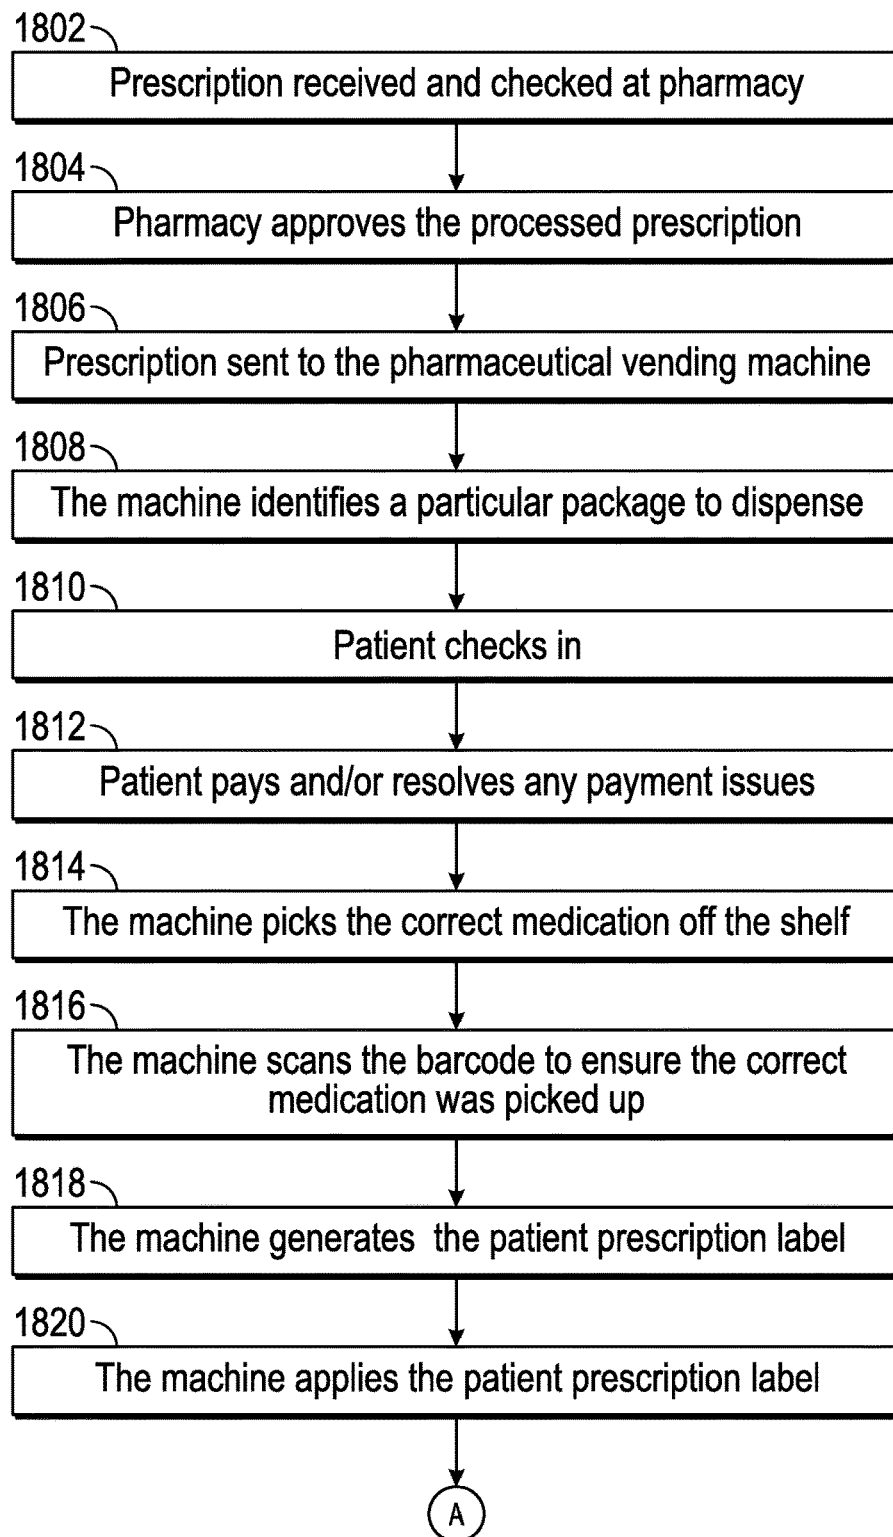 1802
Prescription received and checked at pharmacy
1804
Pharmacy approves the processed prescription
1806
Prescription sent to the pharmaceutical vending machine
1808
The machine identifies a particular package to dispense
1810
Patient checks in
1812
Patient pays and/or resolves any payment issues
1814
The machine picks the correct medication off the shelf
1816
The machine scans the barcode to ensure the correct
medication was picked up
1818
The machine generates the patient prescription label
1820
The machine applies the patient prescription label
A